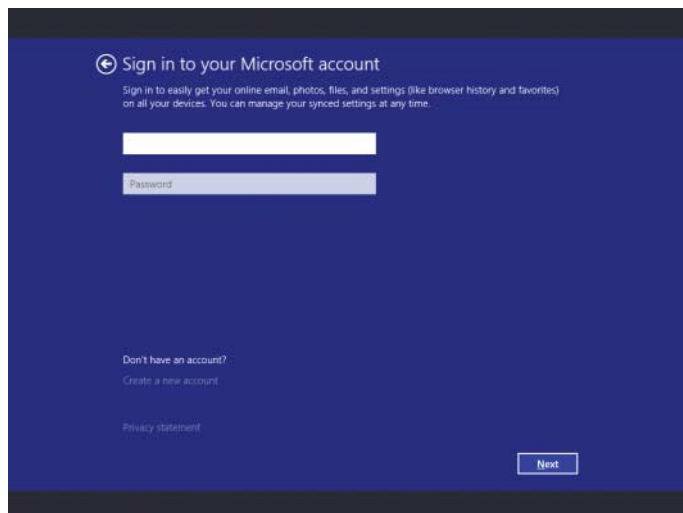 Sign in to your Microsoft account
Sign in to easily get your online email, photos, files, and settings (like browser history and favorites)
on all your devices. You can manage your synced settings at any time.
Password
Don't have an account?
Create a new account
Privacy statement
Next